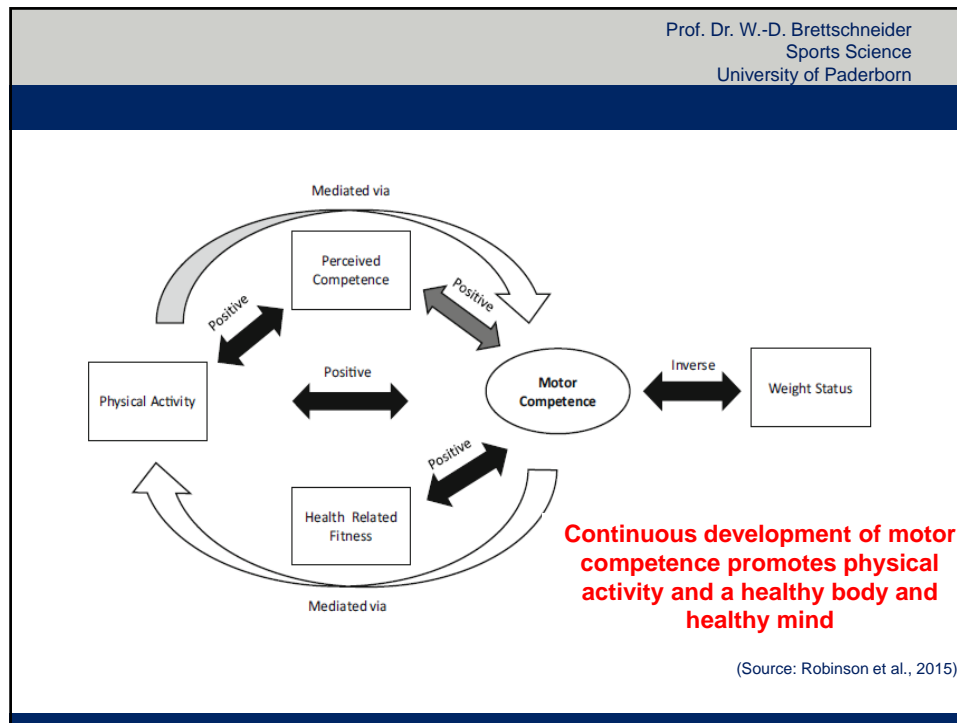 Prof. Dr. W.-D. Brettschneider
Sports Science
University of Paderborn
Mediated via
Perceived
Competence
Positive
Positive
Physical Activity
Positive
Motor
Competence
Inverse
Weight Status
Positive
Health Related
Fitness
Mediated via
Continuous development of motor
competence promotes physical
activity and a healthy body and
healthy mind
(Source: Robinson et al., 2015)